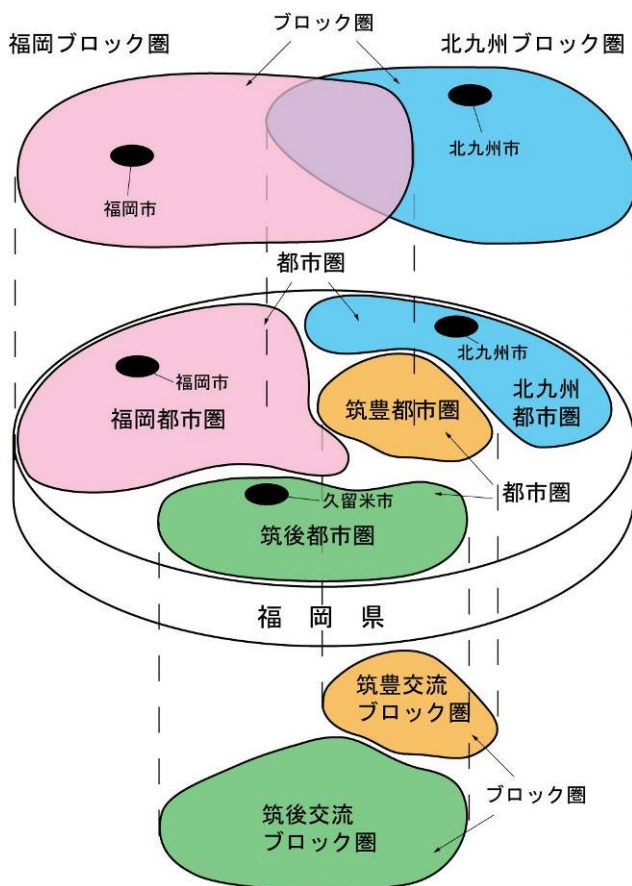 福岡ブロック圏
ブロック圏
北九州ブロック圏
北九州市
福岡市
都市圏
北九州市
福岡市
北九州
都市圏
福岡都市圏
筑豊都市圏
都市圏
久留米市
筑後都市圏
福岡県
筑豊交流
ブロック圏
ブロック圏
筑後交流
ブロック圏